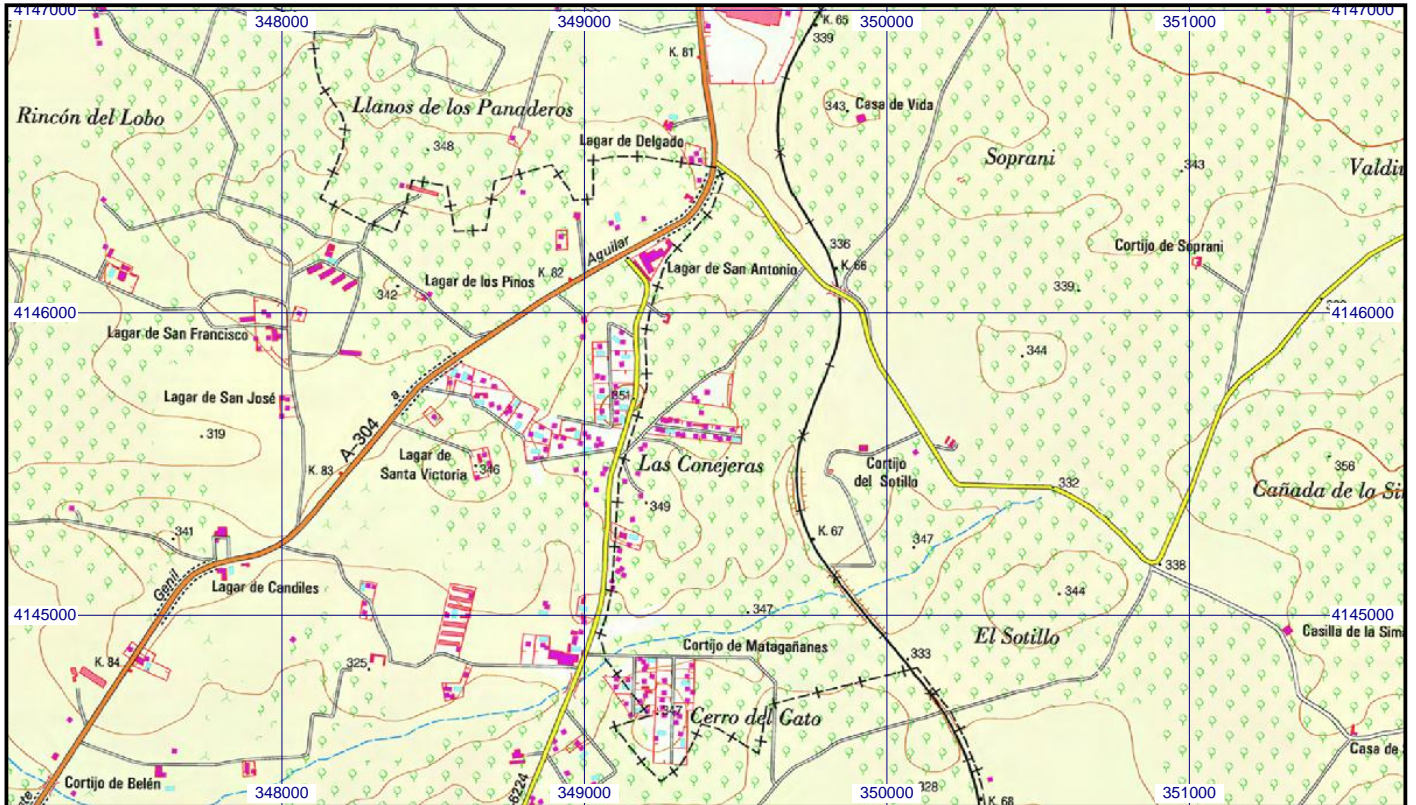 4147000
348000
349000
350000
351000
4147000
K. 65
339
K. 81
Rincón del Lobo
Llanos de los Panaderos
343
Casa de Vida
348
Lagar de Delgado
Soprani
343
Aguilar
336
Cortijo de Soprani
K. 66
Lagar de San Antonio
K. 82
Lagar de los Pinos
342
339
4146000
4146000
Lagar de San Francisco
344
a
351
Lagar de San José
A-304
319
K. 83
Lagar de
Santa Victoria
346
Las Conejeras
Cortijo
del Sotillo
356
332
Cañada de la
349
341
K. 67
347
338
Genil
Lagar de Candiles
344
4145000
347
4145000
El Sotillo
Casilla de la
Cortijo de Matagañanes
333
K. 84
325
347
Cerro del Gato
Casa de
Cortijo de Belén
328
6224
348000
349000
350000
351000
K. 68